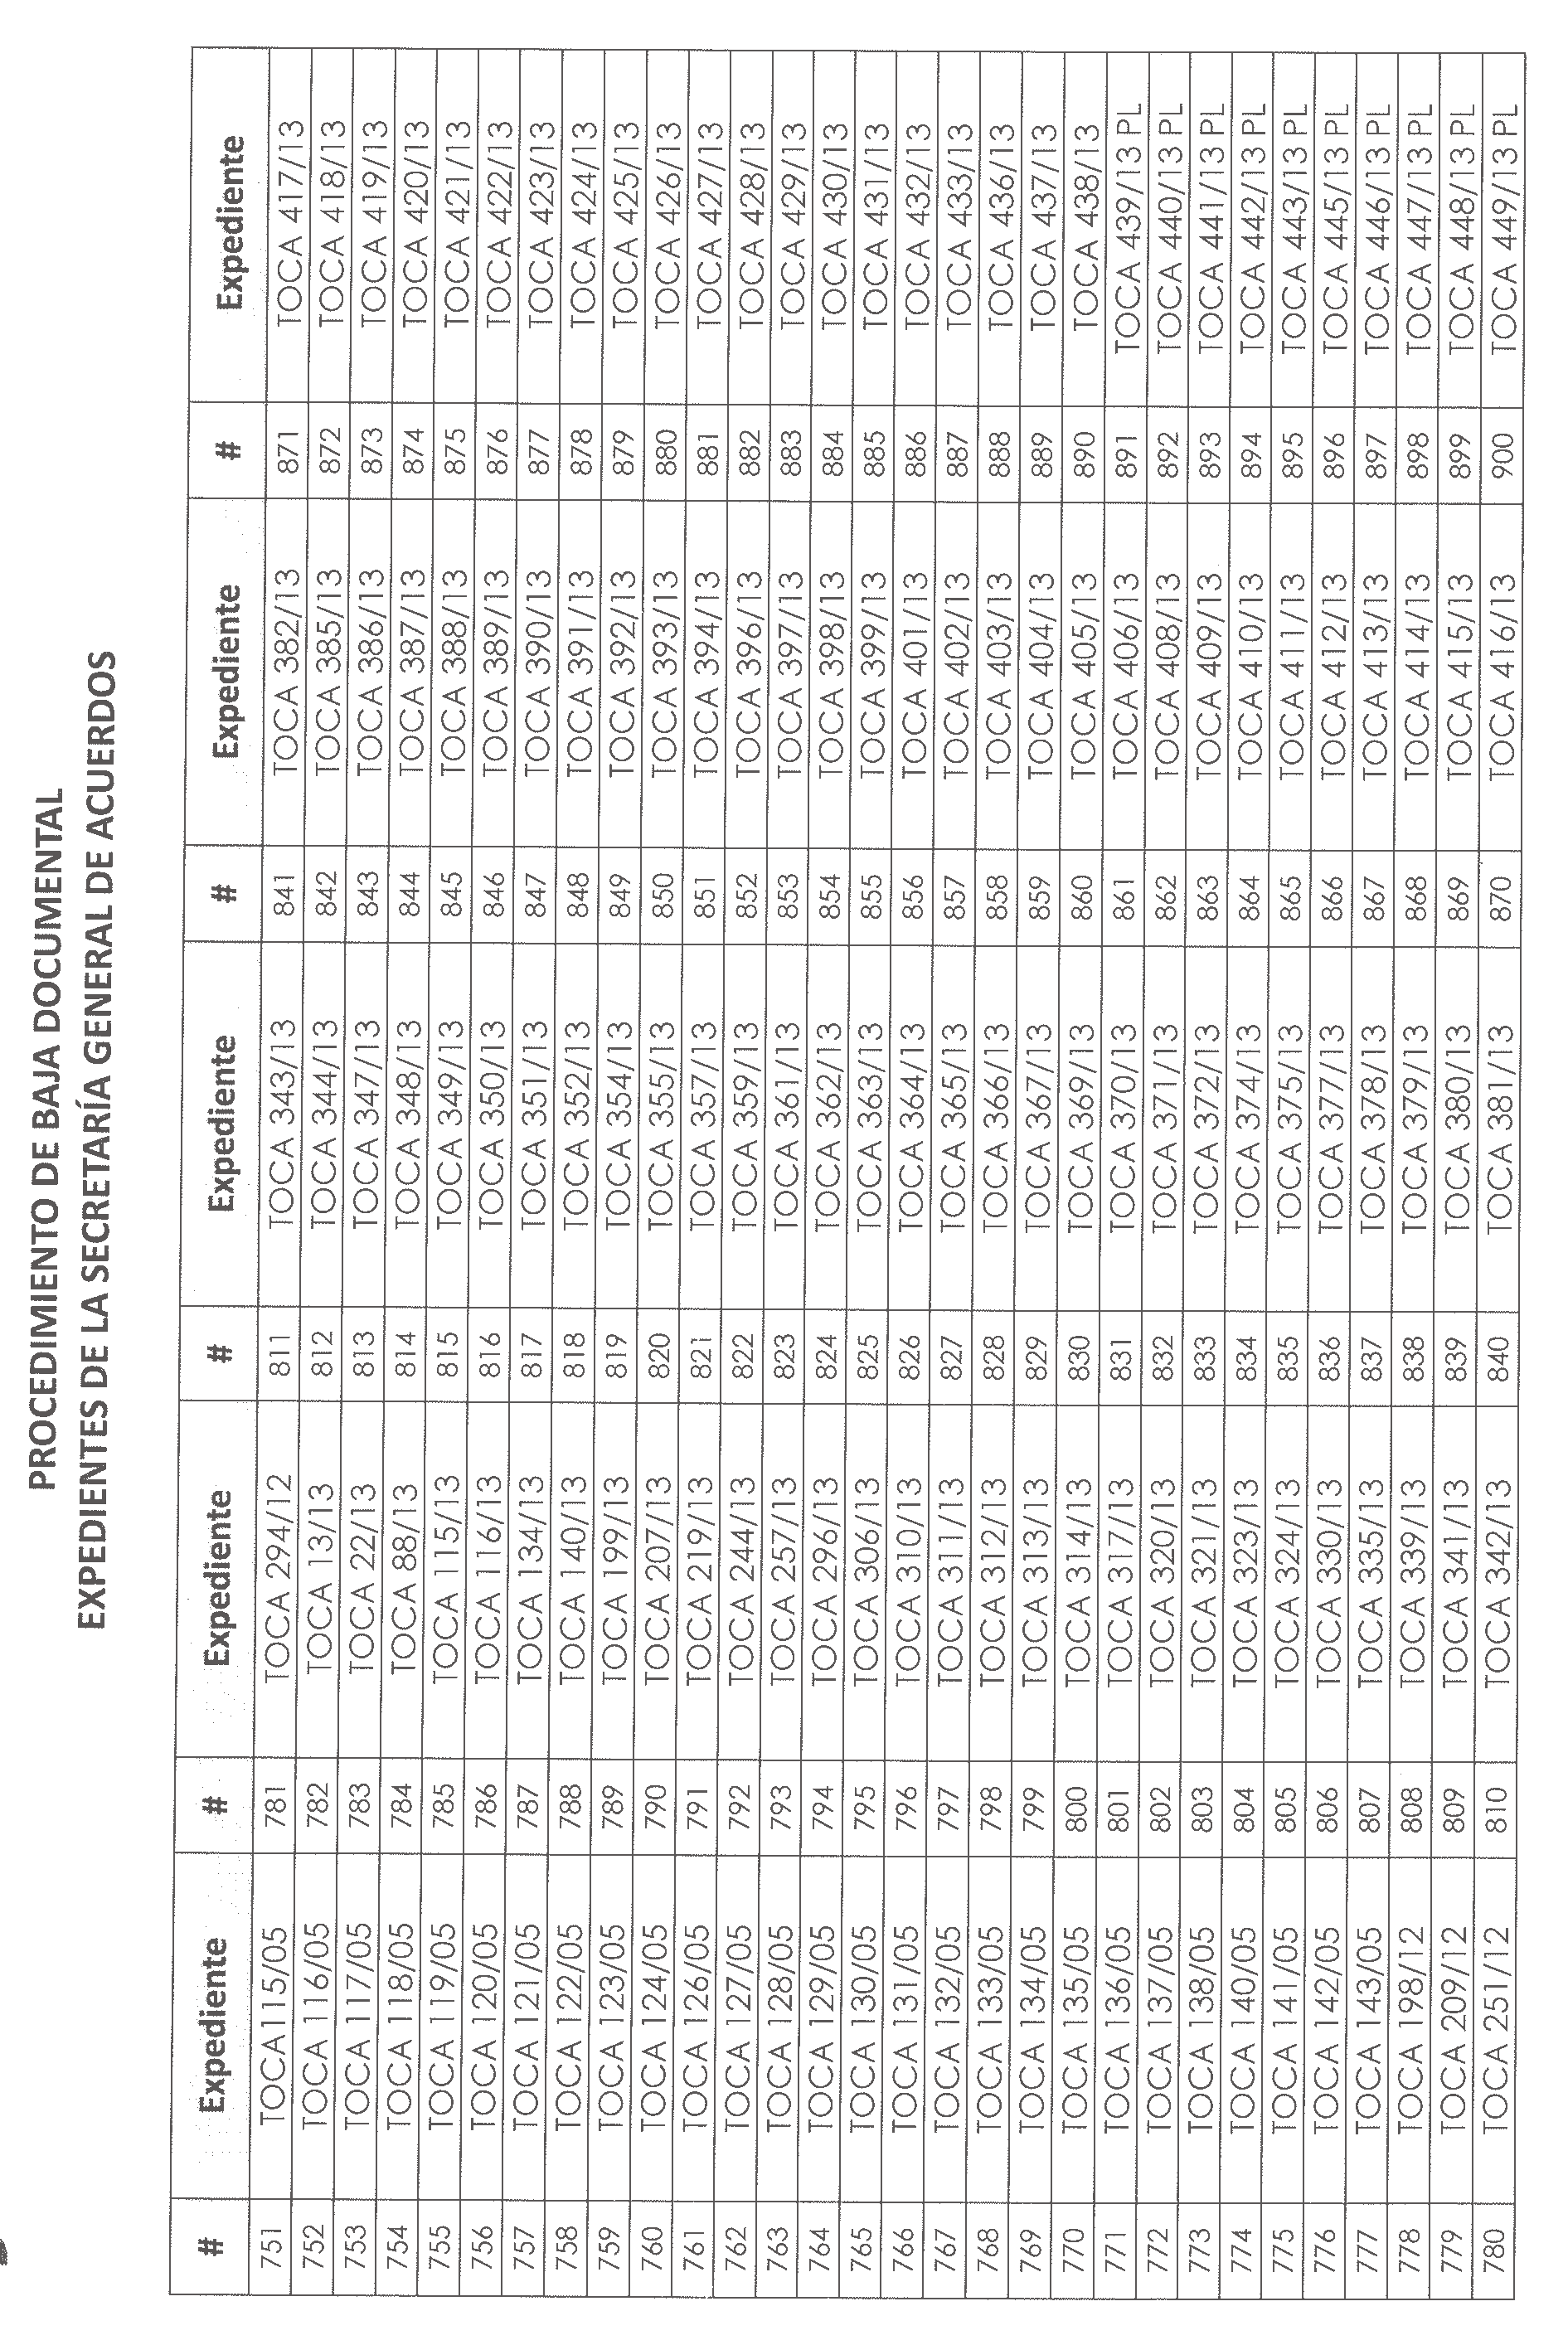 PROCEDIMIENTO DE BAJA DOCUMENTAL
EXPEDIENTES DE LA SECRETARÍA GENERAL DE ACUERDOS
# Expediente # Expediente # Expediente # Expediente # Expediente
751 TOCA115/05 781 TOCA 294/12 811 TOCA 343/13 841 TOCA 382/13 871 TOCA 417/13
752 TOCA 116/05 782 TOCA 13/13 812 TOCA 344/13 842 TOCA 385/13 872 TOCA 418/13
753 TOCA 117/05 783 TOCA 22/13 813 TOCA 347/13 843 TOCA 386/13 873 TOCA 419/13
754 TOCA 118/05 784 TOCA 88/13 814 TOCA 348/13 844 TOCA 387/13 874 TOCA 420/13
755 TOCA 119/05 785 TOCA 115/13 815 TOCA 349/13 845 TOCA 388/13 875 TOCA 421/13
756 TOCA 120/05 786 TOCA 116/13 816 TOCA 350/13 846 TOCA 389/13 876 TOCA 422/13
757 TOCA 121/05 787 TOCA 134/13 817 TOCA 351/13 847 TOCA 390/13 877 TOCA 423/13
758 TOCA 122/05 788 TOCA 140/13 818 TOCA 352/13 848 TOCA 391/13 878 TOCA 424/13
759 TOCA 123/05 789 TOCA 199/13 819 TOCA 354/13 849 TOCA 392/13 879 TOCA 425/13
760 TOCA 124/05 790 TOCA 207/13 820 TOCA 355/13 850 TOCA 393/13 880 TOCA 426/13
761 TOCA 126/05 791 TOCA 219/13 821 TOCA 357/13 851 TOCA 394/13 881 TOCA 427/13
762 TOCA 127/05 792 TOCA 244/13 822 TOCA 359/13 852 TOCA 396/13 882 TOCA 428/13
763 TOCA 128/05 793 TOCA 257/13 823 TOCA 361/13 853 TOCA 397/13 883 TOCA 429/13
764 TOCA 129/05 794 TOCA 296/13 824 TOCA 362/13 854 TOCA 398/13 884 TOCA 430/13
765 TOCA 130/05 795 TOCA 306/13 825 TOCA 363/13 855 TOCA 399/13 885 TOCA 431/13
766 TOCA 131/05 796 TOCA 310/13 826 TOCA 364/13 856 TOCA 401/13 886 TOCA 432/13
767 TOCA 132/05 797 TOCA 311/13 827 TOCA 365/13 857 TOCA 402/13 887 TOCA 433/13
768 TOCA 133/05 798 TOCA 312/13 828 TOCA 366/13 858 TOCA 403/13 888 TOCA 436/13
769 TOCA 134/05 799 TOCA 313/13 829 TOCA 367/13 859 TOCA 404/13 889 TOCA 437/13
770 TOCA 135/05 800 TOCA 314/13 830 TOCA 369/13 860 TOCA 405/13 890 TOCA 438/13
771 TOCA 136/05 801 TOCA 317/13 831 TOCA 370/13 861 TOCA 406/13 891 TOCA 439/13 PL
772 TOCA 137/05 802 TOCA 320/13 832 TOCA 371/13 862 TOCA 408/13 892 TOCA 440/13 PL
773 TOCA 138/05 803 TOCA 321/13 833 TOCA 372/13 863 TOCA 409/13 893 TOCA 441/13 PL
774 TOCA 140/05 804 TOCA 323/13 834 TOCA 374/13 864 TOCA 410/13 894 TOCA 442/13 PL
775 TOCA 141/05 805 TOCA 324/13 835 TOCA 375/13 865 TOCA 411/13 895 TOCA 443/13 PL
776 TOCA 142/05 806 TOCA 330/13 836 TOCA 377/13 866 TOCA 412/13 896 TOCA 445/13 PL
777 TOCA 143/05 807 TOCA 335/13 837 TOCA 378/13 867 TOCA 413/13 897 TOCA 446/13 PL
778 TOCA 198/12 808 TOCA 339/13 838 TOCA 379/13 868 TOCA 414/13 898 TOCA 447/13 PL
779 TOCA 209/12 809 TOCA 341/13 839 TOCA 380/13 869 TOCA 415/13 899 TOCA 448/13 PL
780 TOCA 251/12 810 TOCA 342/13 840 TOCA 381/13 870 TOCA 416/13 900 TOCA 449/13 PL